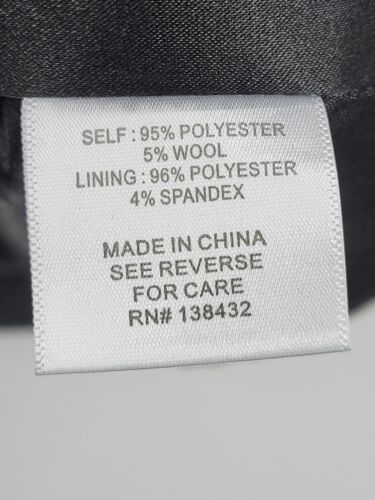 SELF : 95% POLYESTER
5% WOOL
LINING : 96% POLYESTER
4% SPANDEX
MADE IN CHINA
SEE REVERSE
FOR CARE
RN# 138432